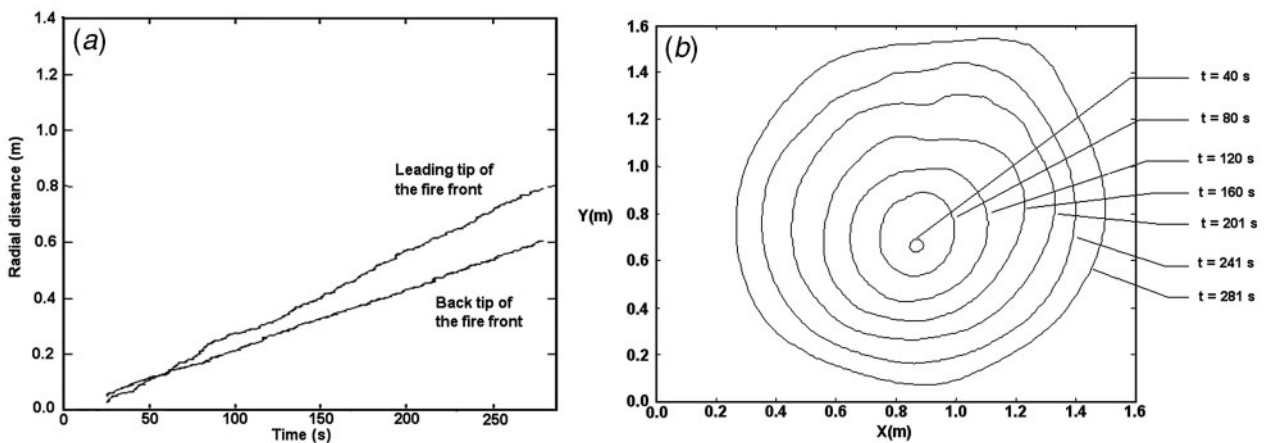 (a)
1.4
1.2
1.0
0.8
0.6
0.4
0.2
0.0
Radial distance (m)
Leading tip of
the fire front
Back tip of
the fire front
0
50
100
150
200
250
Time (s)
(b)
1.6
1.4
1.2
1.0
0.8
0.6
0.4
0.2
0.0
Y(m)
0.0
0.2
0.4
0.6
0.8
1.0
1.2
1.4
1.6
X(m)
t = 40 s
t = 80 s
t = 120 s
t = 160 s
t = 201 s
t = 241 s
t = 281 s